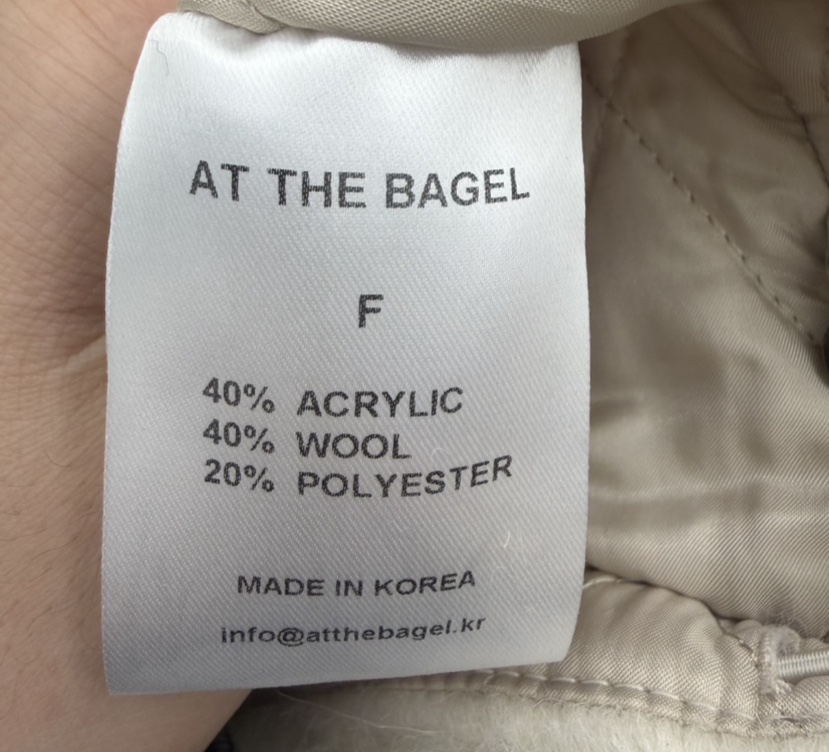 AT THE BAGEL
F
40% ACRYLIC
40% WOOL
20% POLYESTER
MADE IN KOREA
info@atthebagel.kr